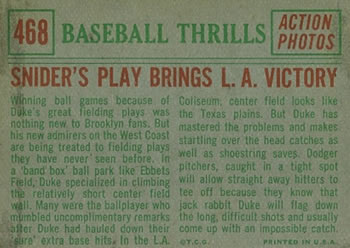 468 BASEBALL THRILLS ACTION PHOTOS
SNIDER'S PLAY BRINGS L. A. VICTORY
Winning ball games because of
Duke's great fielding plays was
nothing new to Brooklyn fans. But
his new admirers on the West Coast
are being treated to fielding plays
they have never seen before. In
a 'band' box' ball park like Ebbets
Field; Duke specialized in climbing
the relatively short center field
wall. Many were the ballplayer who
mumbled uncomplimentary remarks
after Duke had downed their
'sure' extra base hits. In the L.A.
Coliseum; center field looks like
the Texas plains. But Duke has
mastered the problems and makes
startling over the head catches as
well as shoestring saves. Dodger
pitchers, caught in a tight spot
will allow straight away hitters to
tee off because they know that
jack rabbit Duke will flag down
the long, difficult shots and usually
come up with an impossible catch.
© T. C. G. PRINTED IN U.S.A.